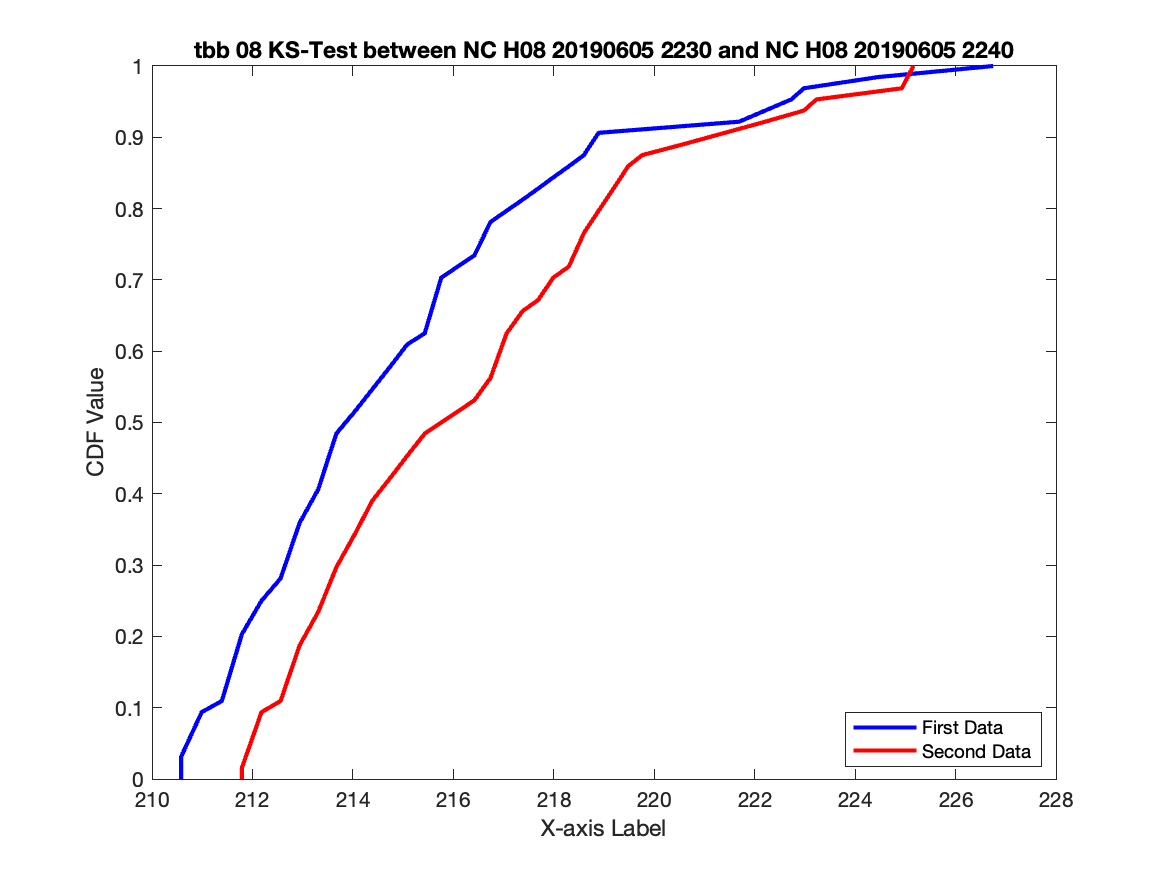 tbb 08 KS-Test between NC H08 20190605 2230 and NC H08 20190605 2240
1
0.9
0.8
0.7
0.6
0.5
0.4
0.3
0.2
0.1
0
CDF Value
First Data
Second Data
210 212 214 216 218 220 222 224 226 228
X-axis Label